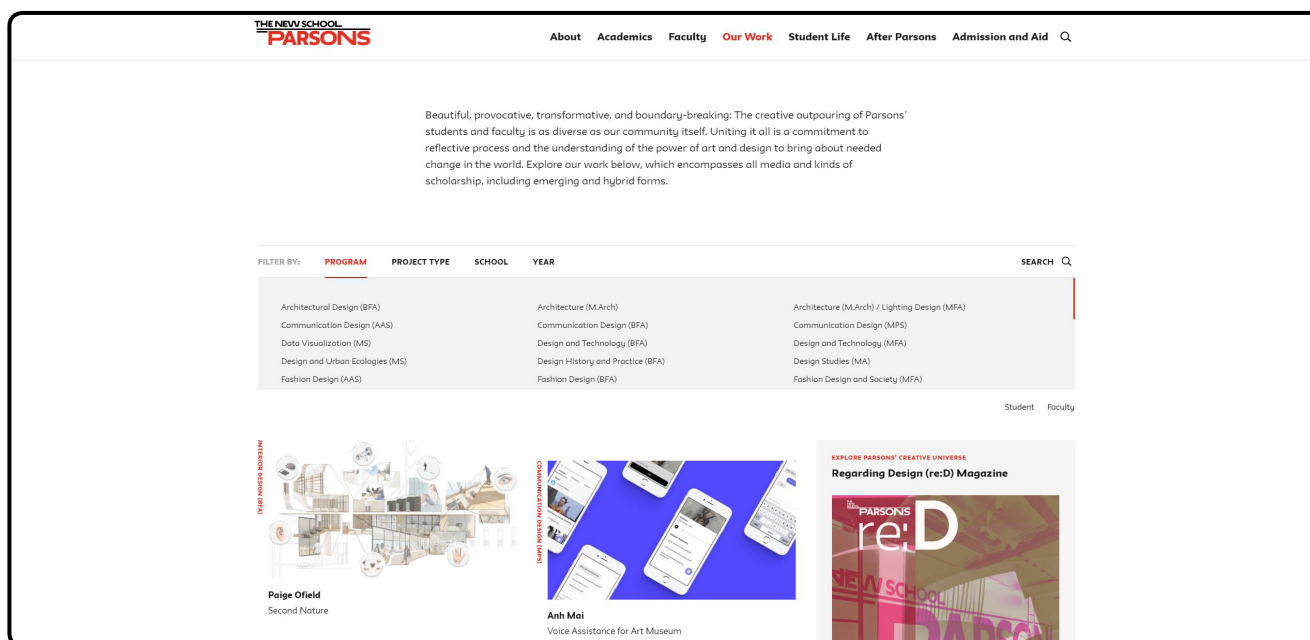 THE NEW SCHOOL
PARSONS
About Academics Faculty Our Work Student Life After Parsons Admission and Aid
Beautiful, provocative, transformative, and boundary-breaking: The creative outpouring of Parsons’
students and faculty is as diverse as our community itself. Uniting it all is a commitment to
reflective process and the understanding of the power of art and design to bring about needed
change in the world. Explore our work below, which encompasses all media and kinds of
scholarship, including emerging and hybrid forms.
FILTER BY: PROGRAM PROJECT TYPE SCHOOL YEAR SEARCH
Architectural Design (BFA) Architecture (M.Arch) Architecture (M.Arch) / Lighting Design (MFA)
Communication Design (AAS) Communication Design (BFA) Communication Design (MPS)
Data Visualization (MS) Design and Technology (BFA) Design and Technology (MFA)
Design and Urban Ecologies (MS) Design History and Practice (BFA) Design Studies (MA)
Fashion Design (AAS) Fashion Design (BFA) Fashion Design and Society (MFA)
Student Faculty
INTERIOR DESIGN (BFA)
Paige Ofield
Second Nature
COMMUNICATION DESIGN (MPS)
Anh Mai
Voice Assistance for Art Museum
EXPLORE PARSONS’ CREATIVE UNIVERSE
Regarding Design (re:D) Magazine
PARSONS
re:D
NEW SCHOOL
PARSONS